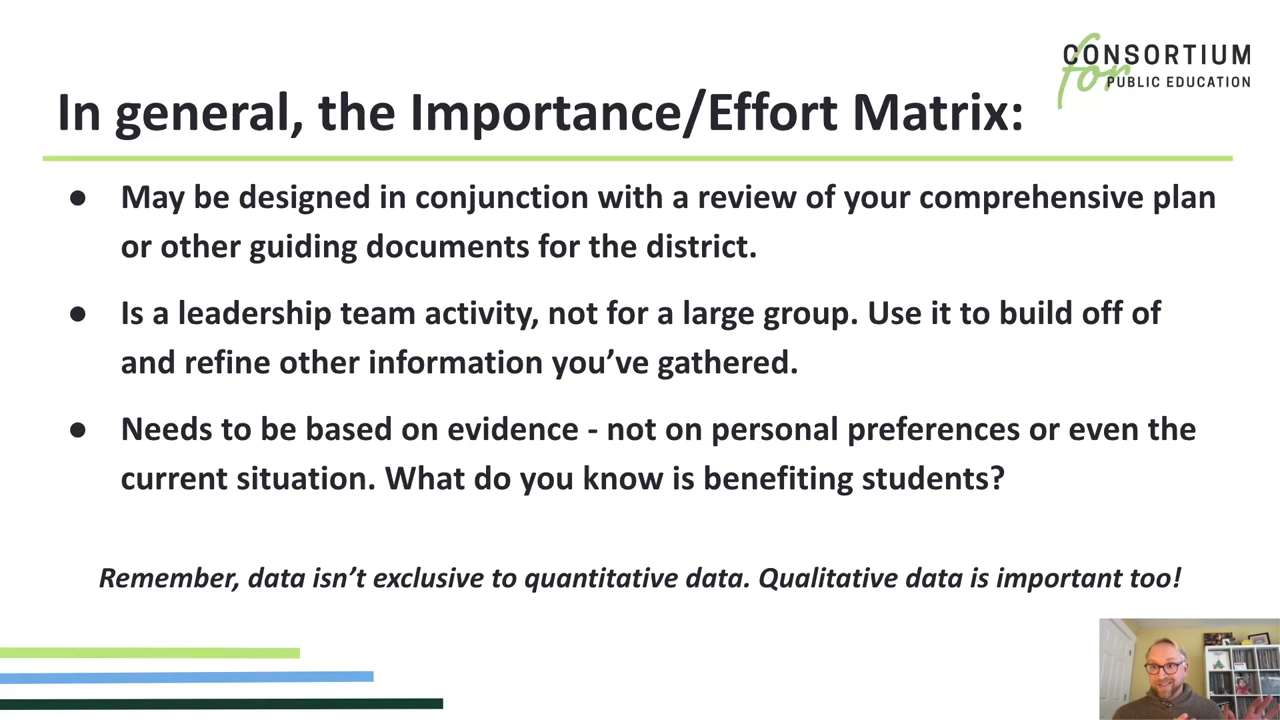 CONSORTIUM
for PUBLIC EDUCATION
In general, the Importance/Effort Matrix:
● May be designed in conjunction with a review of your comprehensive plan
or other guiding documents for the district.
● Is a leadership team activity, not for a large group. Use it to build off of
and refine other information you’ve gathered.
● Needs to be based on evidence - not on personal preferences or even the
current situation. What do you know is benefiting students?
Remember, data isn’t exclusive to quantitative data. Qualitative data is important too!